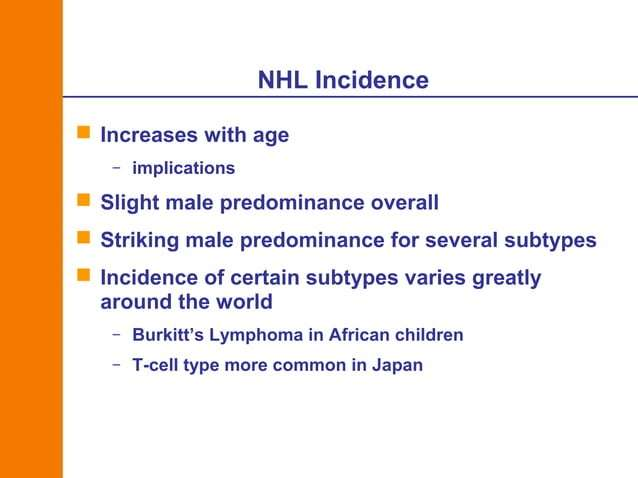 NHL Incidence
Increases with age
– implications
Slight male predominance overall
Striking male predominance for several subtypes
Incidence of certain subtypes varies greatly
around the world
– Burkitt’s Lymphoma in African children
– T-cell type more common in Japan